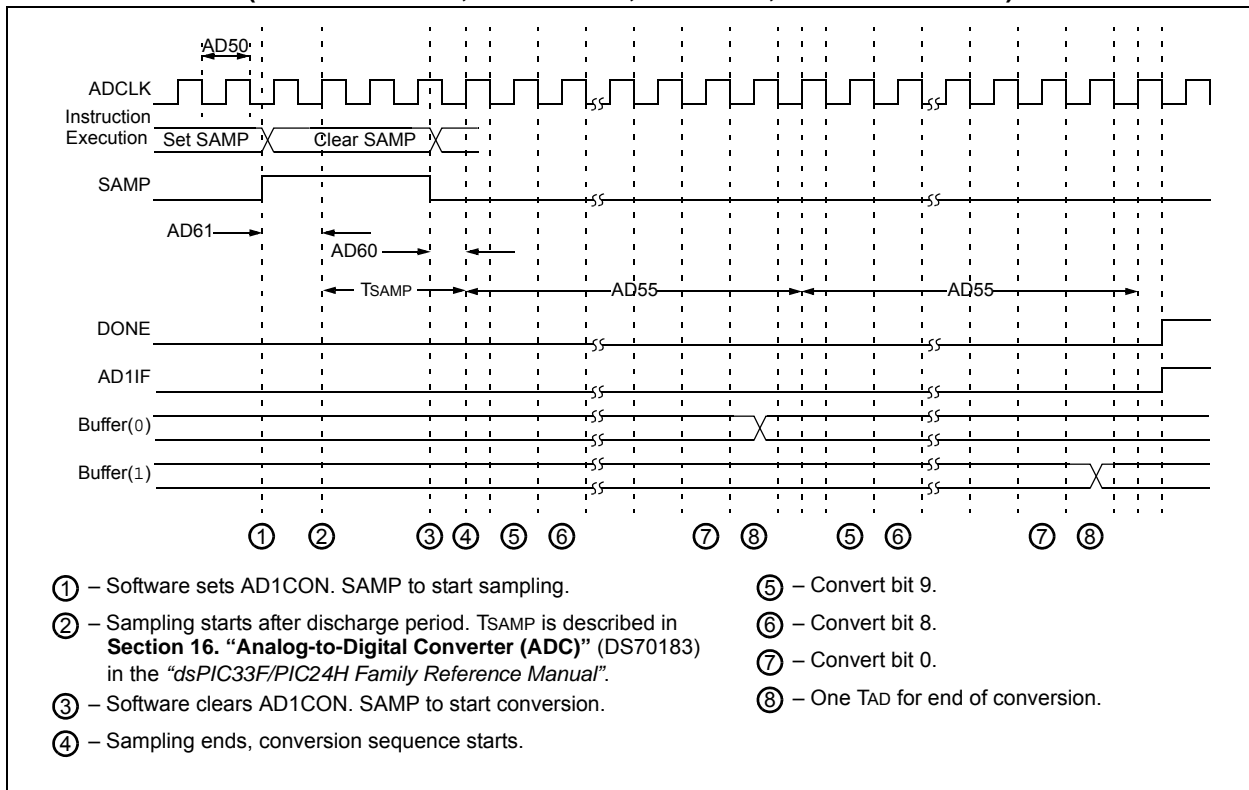 AD50
ADCLK
Instruction
Execution
Set SAMP
Clear SAMP
SAMP
AD61
AD60
TSAMP
AD55
AD55
DONE
AD1IF
Buffer(0)
Buffer(1)
1 2 3 4 5 6 7 8 5 6 7 8
1 – Software sets AD1CON. SAMP to start sampling.
2 – Sampling starts after discharge period. TSAMP is described in
Section 16. “Analog-to-Digital Converter (ADC)” (DS70183)
in the “dsPIC33F/PIC24H Family Reference Manual”.
3 – Software clears AD1CON. SAMP to start conversion.
4 – Sampling ends, conversion sequence starts.
5 – Convert bit 9.
6 – Convert bit 8.
7 – Convert bit 0.
8 – One TAD for end of conversion.